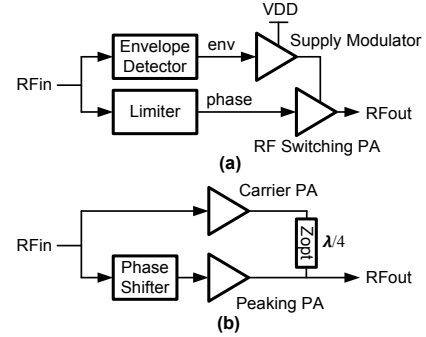 VDD
Envelope
Detector
env
Supply Modulator
RFin
Limiter
phase
RFout
RF Switching PA
(a)
Carrier PA
RFin
Zopt
λ/4
Phase
Shifter
RFout
Peaking PA
(b)